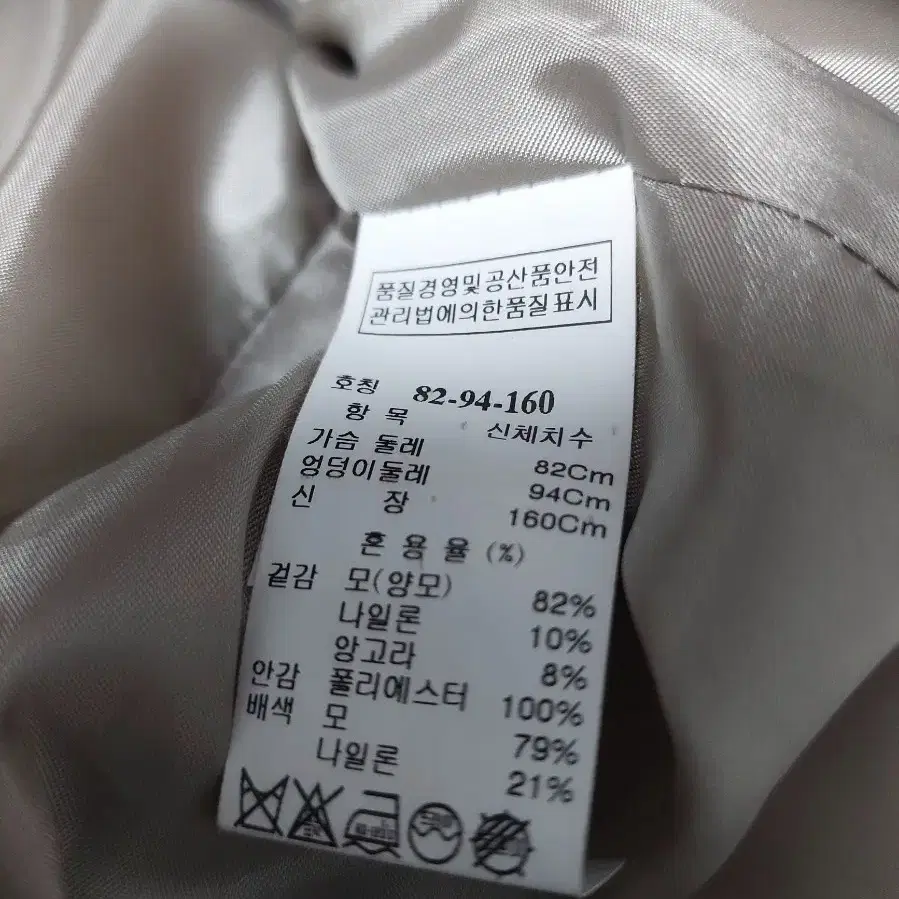 품질경영및공산품안전
관리법에의한품질표시
호칭 82-94-160
항 목 신체치수
가슴 둘레 82Cm
엉덩이둘레 94Cm
신 장 160Cm
혼 용 율 (%)
겉감 모(양모) 82%
나일론 10%
앙고라 8%
안감 폴리에스터 100%
배색 모 79%
나일론 21%